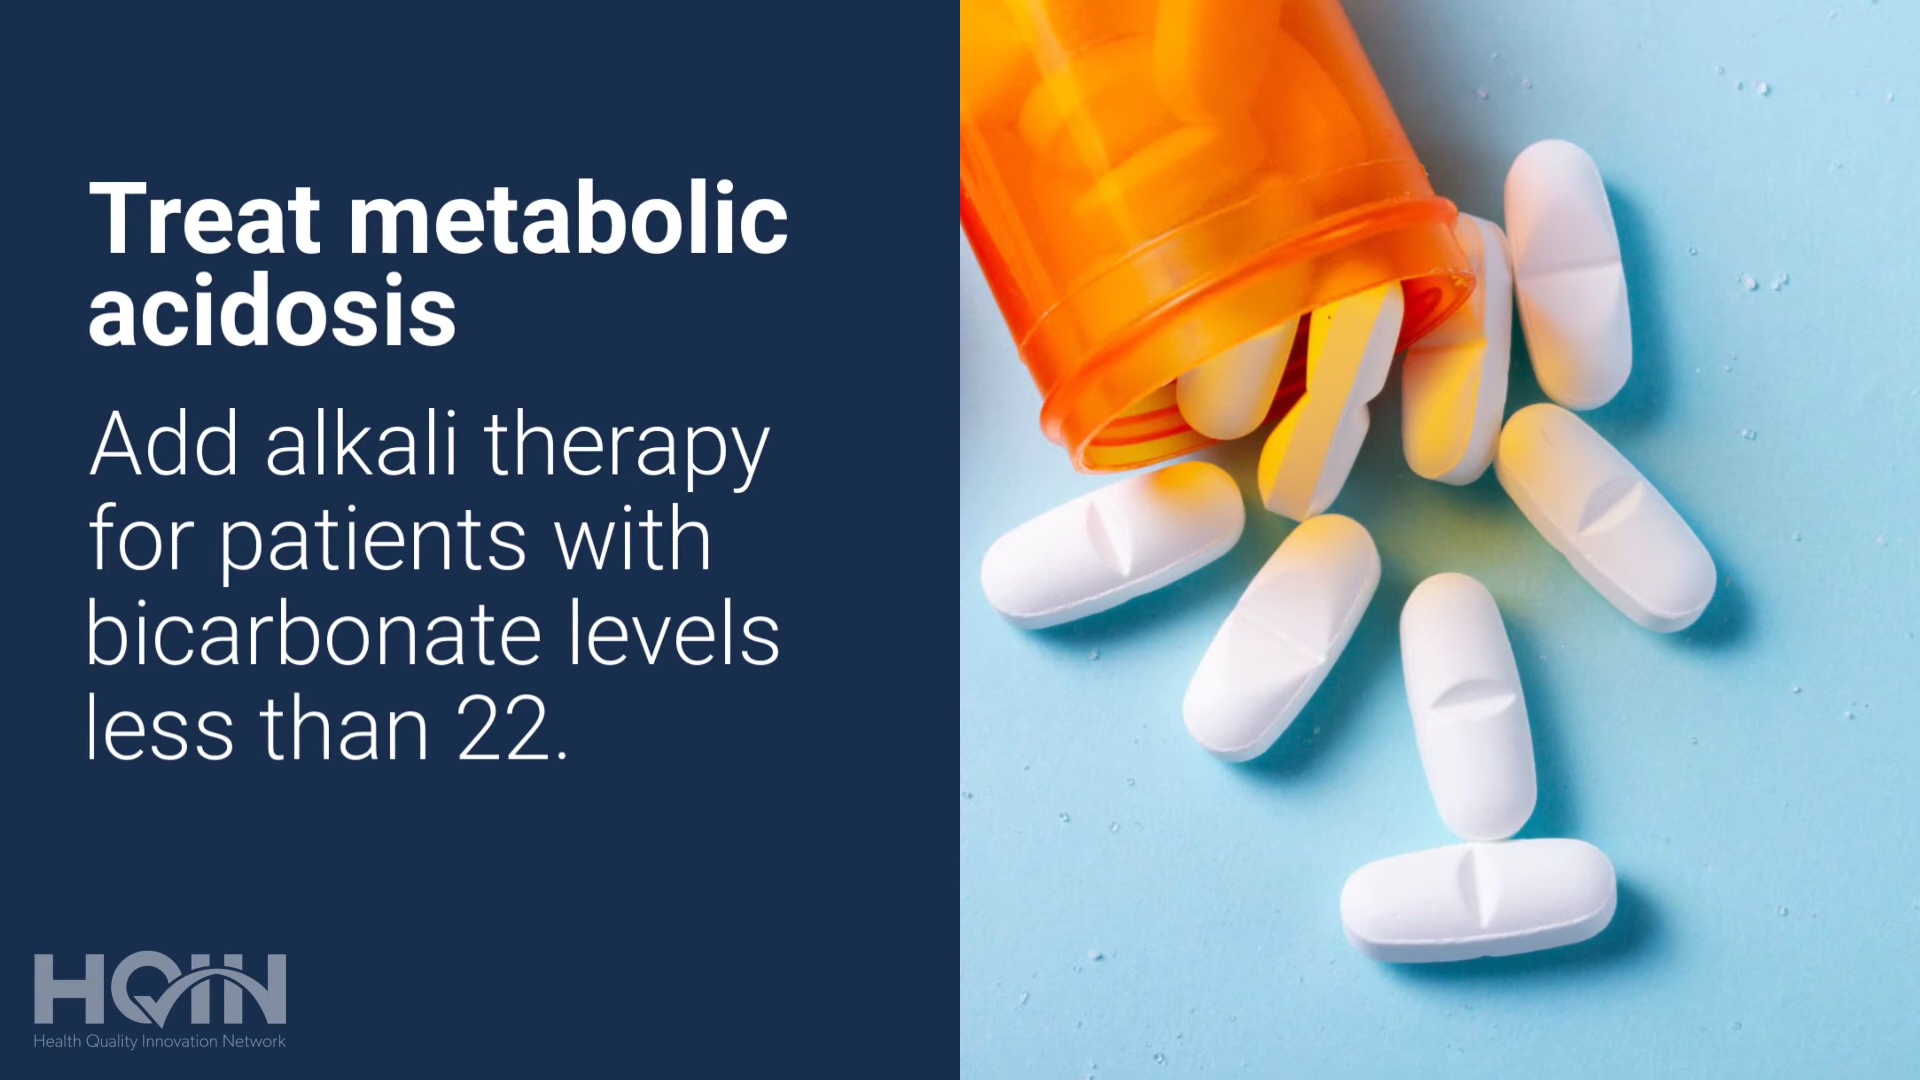 Treat metabolic
acidosis
Add alkali therapy
for patients with
bicarbonate levels
less than 22.
HQIN
Health Quality Innovation Network